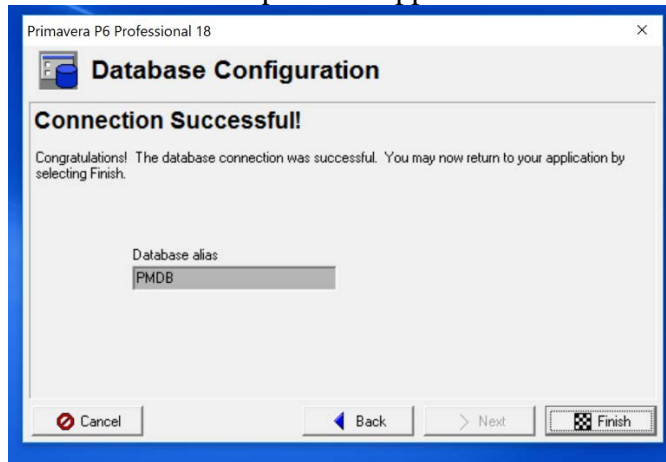 Primavera P6 Professional 18
Database Configuration
Connection Successful!
Congratulations! The database connection was successful. You may now return to your application by
selecting Finish.
Database alias
PMDB
Cancel
Back
Next
Finish